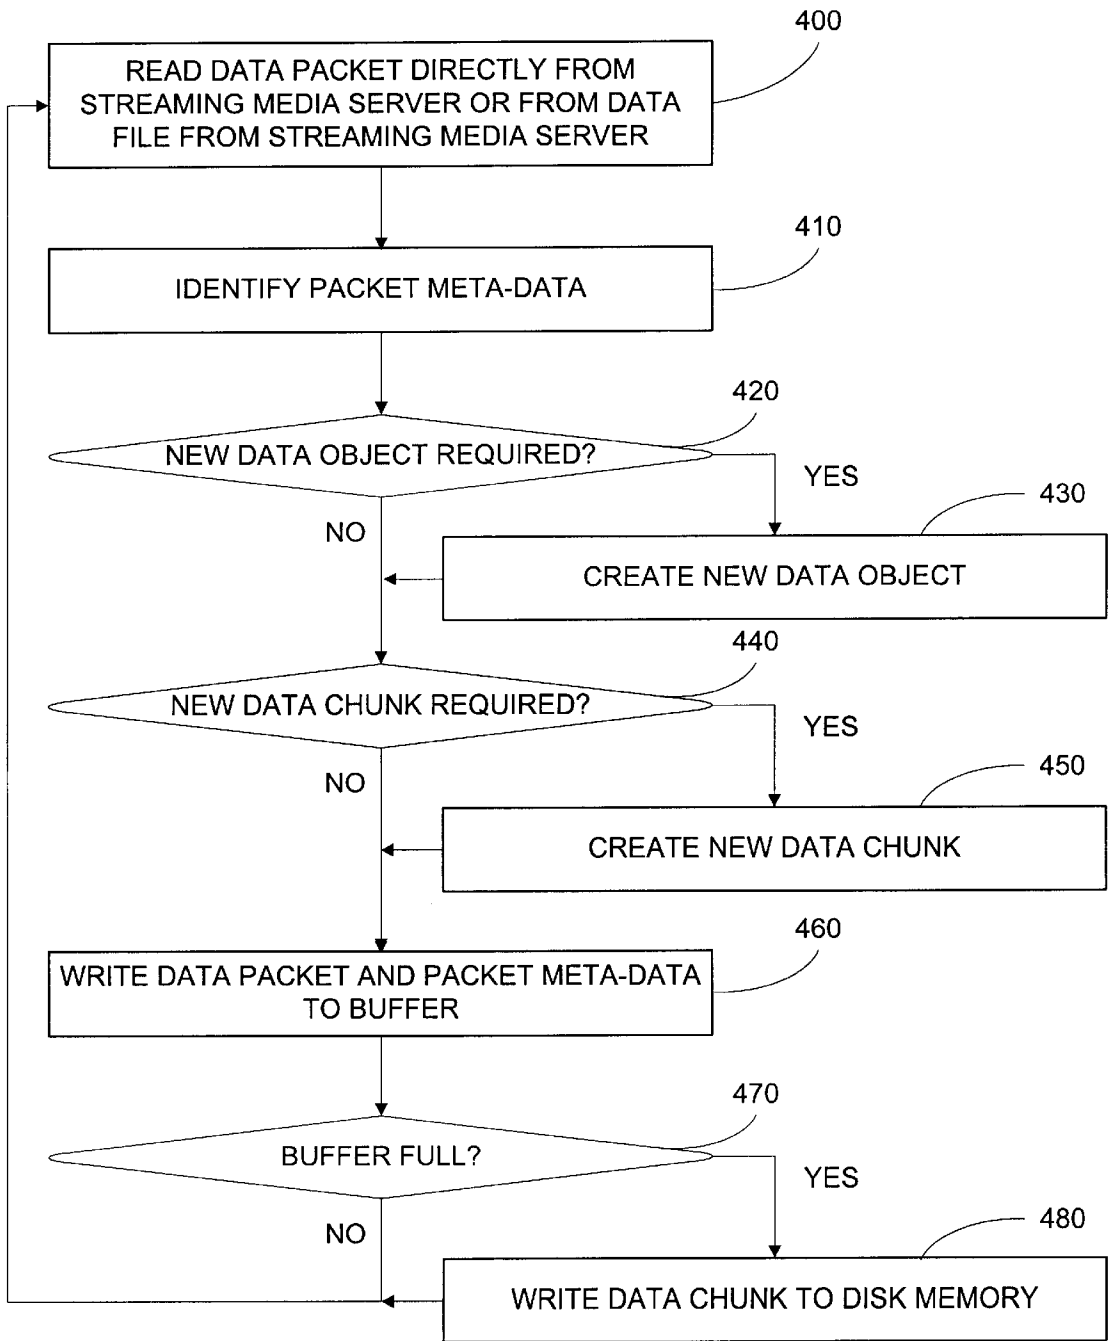 400
READ DATA PACKET DIRECTLY FROM
STREAMING MEDIA SERVER OR FROM DATA
FILE FROM STREAMING MEDIA SERVER
410
IDENTIFY PACKET META-DATA
420
NEW DATA OBJECT REQUIRED?
YES
NO
430
CREATE NEW DATA OBJECT
440
NEW DATA CHUNK REQUIRED?
YES
NO
450
CREATE NEW DATA CHUNK
460
WRITE DATA PACKET AND PACKET META-DATA
TO BUFFER
470
BUFFER FULL?
YES
NO
480
WRITE DATA CHUNK TO DISK MEMORY